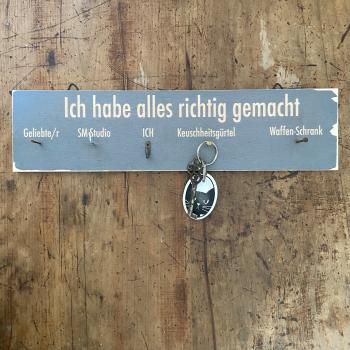 Ich habe alles richtig gemacht
Geliebte/r SM-Studio ICH Keuschheitsgürtel Waffen-Schrank